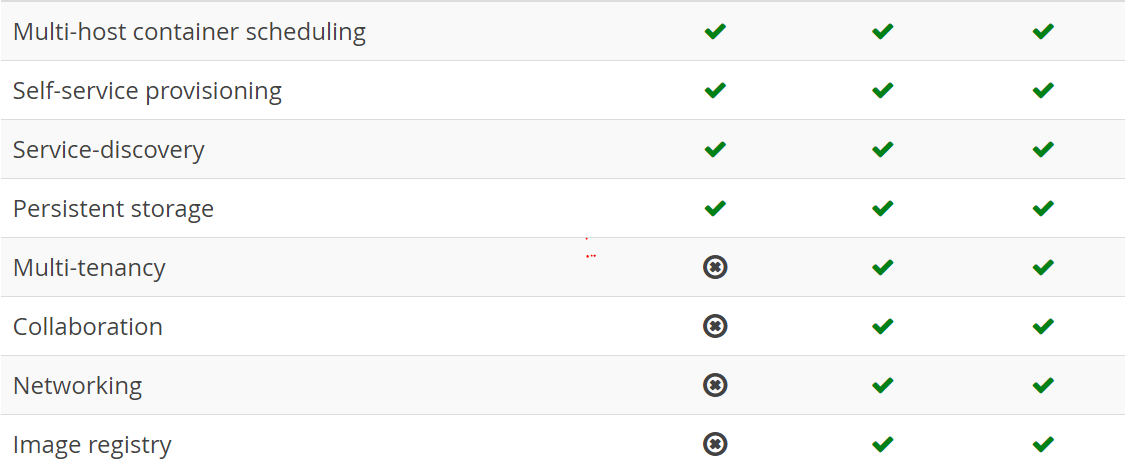 Multi-host container scheduling
Self-service provisioning
Service-discovery
Persistent storage
Multi-tenancy
Collaboration
Networking
Image registry